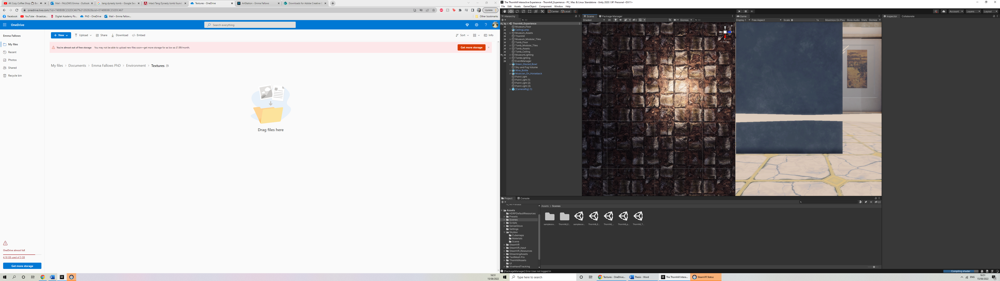 4K Cozy Coffee Shop
Mail - FALLOWS Emma - Outlook
tang dynasty tomb - Google Sea
Intact Tang Dynasty tomb found
Textures - OneDrive
ArtStation - Emma Fallows
Downloads for Adobe Creative C
onedrive.live.com/?id=748B0BC232DC467%2120282&cid=0748B0BC232DC467
Update
Facebook
YouTube - Broadcas...
Digital Academy Po...
PhD - OneDrive
Mail – Emma Fallow...
Other bookmarks
OneDrive
Search everything
Emma Fallows
My files
Recent
Photos
Shared
Recycle bin
New
Upload
Share
Download
Embed
Sort
Info
You're almost out of free storage
You may not be able to upload new files soon—get more storage for as low as £1.99/month.
Get more storage
My files > Documents > Emma Fallows PhD > Environment > Textures
Drag files here
OneDrive almost full
4.18 GB used of 5 GB
Get more storage
16:51
15/08/2022
The Thornhill Interactive Experience - Thornhill_Experience - PC, Mac & Linux Standalone - Unity 2020.1.9f1 Personal <DX11>
File Edit Assets GameObject Component Window Help
Center
Local
Account
Layers
Layout
Hierarchy
All
Thornhill_Experience
Museum_Floor
CeilingLamp
Museum_Assets
Thornhill
Museum_Modular_Tiles
Tomb_Floor
Tomb_Modular_Tiles
Tomb_Assets
Tomb_Ceiling
MuseumLighting
TombLighting
EventManager
Green_Glazed_Bowl
Sky and Fog Volume
Wine_Bottle
Musician_On_Horseback
Point Light
Point Light (1)
Point Light (2)
Point Light (3)
[CameraRig] (1)
Scene
Package Manager
Shaded
2D
2
Gizmos
All
x
Persp
Game
Display 1
Free Aspect
Scale
1x
Maximize On Play
Mute Audio
Stats
Gizmos
Inspector
Collaborate
Project
Console
22
All Prefabs
Assets
HDRPDefaultResources
Presets
Scenes
Scripts
SenseGlove
Settings
Skybox
Cubemaps
Materials
Scene
SteamVR
SteamVR_Input
SteamVR_Resources
StreamingAssets
TextMesh Pro
ThornhillAssets
UI
ViveHandTracking
Assets > Scenes
samplesce...
Thornhill_E...
samplesce...
Thornhill_E...
Thornhill_...
Thornhill_p...
Thornhill_T...
[PackageManager] Error User not logged in
Compiling shader
Type here to search
Textures - OneDrive...
Thesis - Word
The Thornhill Intera...
SteamVR Status
ENG
16:51
15/08/2022